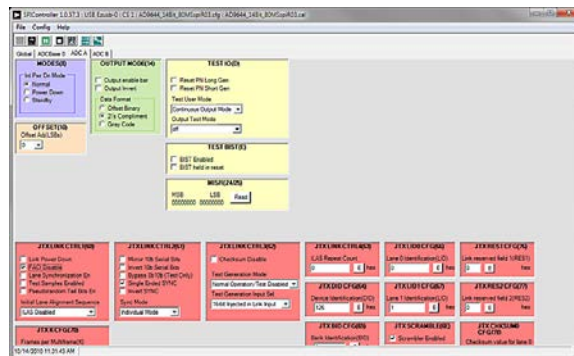 SPIController 1.0.37.3 : USE Ezusb-0 : CS 1 : AD9644_14Bit_80MSspiR03.cfg : AD9644_14Bit_80MSspiR03.cal
File Config Help
Global ADCBase 0 ADC A ADC B
MODES(8)
Int Pwr Dn Mode
Normal
Power Down
Standby
OFFSET(10)
Offset Adj(LSBs)
0
OUTPUT MODE(14)
Output enable bar
Output Invert
Data Format
Offset Binary
2's Compliment
Gray Code
TEST IO(D)
Reset PN Long Gen
Reset PN Short Gen
Test User Mode
Continuous Output Mode
Output Test Mode
off
TEST BIST(E)
BIST Enabled
BIST held in reset
MISR(24/25)
MSB LSB
00000000 00000000 Read
JTX LINK CTRL1(60)
Link Power Down
FACI Disable
Lane Synchronization En
Test Samples Enabled
Pseudorandom Tail Bits En
Initial Lane Alignment Sequence
ILAS Disabled
JTX K CFG(70)
Frames per Multiframe(K)
JTX LINK CTRL2(61)
Mirror 10b Serial Bits
Invert 10b Serial Bits
Bypass 8b10b (Test Only)
Single Ended SYNC
Invert SYNC
Sync Mode
Individual Mode
JTX LINK CTRL3(62)
Checksum Disable
Test Generation Mode
Normal Operation/Test Disabled
Test Generation Input Sel
16-bit Injected in Link Input
JTX LINK CTRL4(63)
ILAS Repeat Count
0 hex
JTX DID CFG(64)
Device Identification(DID)
126 hex
JTX BID CFG(65)
Bank Identification(BID)
JTX LID0 CFG(66)
Lane 0 Identification(LID)
0 hex
JTX LID1 CFG(67)
Lane 1 Identification(LID)
1 hex
JTX SCRAMBLE(6E)
Scrambler Enabled
JTX RES1 CFG(76)
Link reserved field 1(RES1)
0 hex
JTX RES2 CFG(77)
Link reserved field 2(RES2)
0 hex
JTX CHKSUM0
CFG(78)
Checksum value for lane 0
10/14/2010 11:31:43 AM